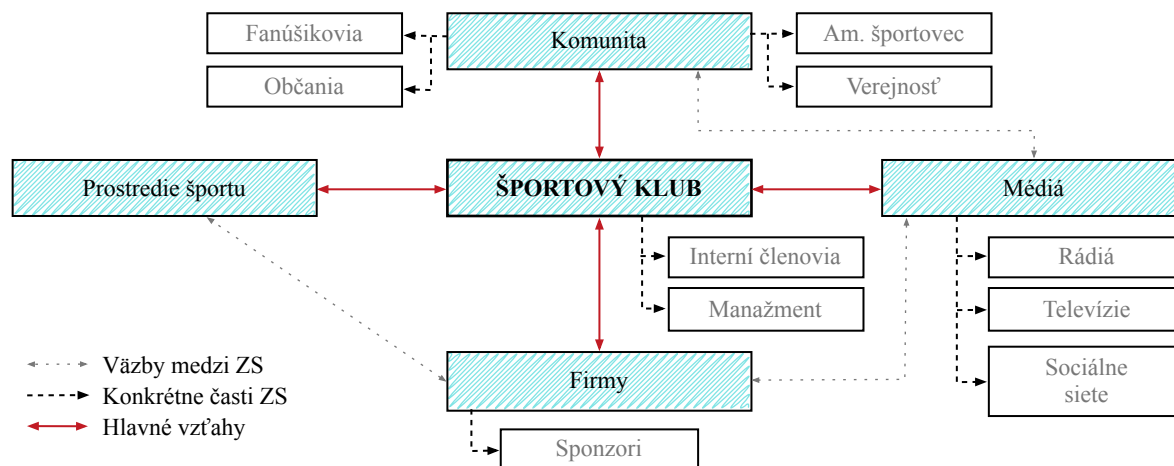 Fanúšikovia
Komunita
Am. športovec
Občania
Verejnosť
Prostredie športu
ŠPORTOVÝ KLUB
Médiá
Interní členovia
Rádiá
Manažment
Televízie
Väzby medzi ZS
Firmy
Sociálne
siete
Konkrétne časti ZS
Hlavné vzťahy
Sponzori